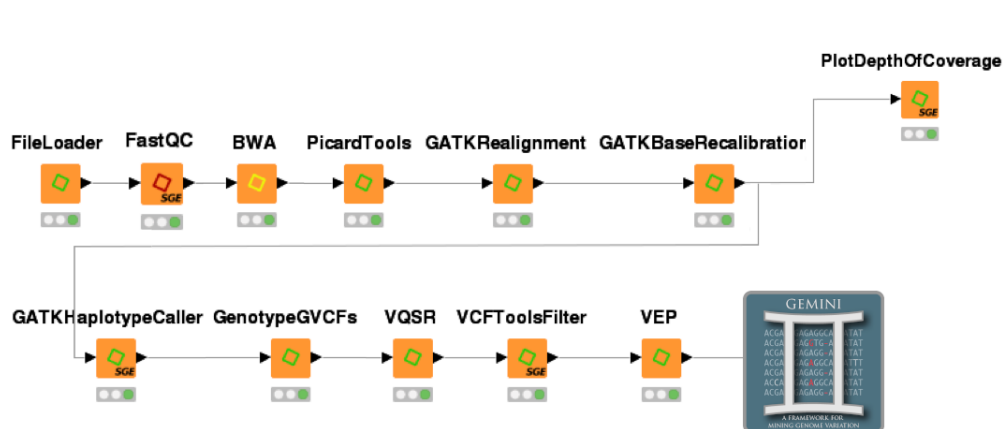 PlotDepthOfCoverage
SGE
FileLoader
FastQC
SGE
BWA
PicardTools
GATKRealignment
GATKBaseRecalibratior
GATKHaplotypeCaller
SGE
GenotypeGVCFs
VQSR
VCFToolsFilter
SGE
VEP
GEMINI
A FRAMEWORK FOR
MINING GENOME VARIATION